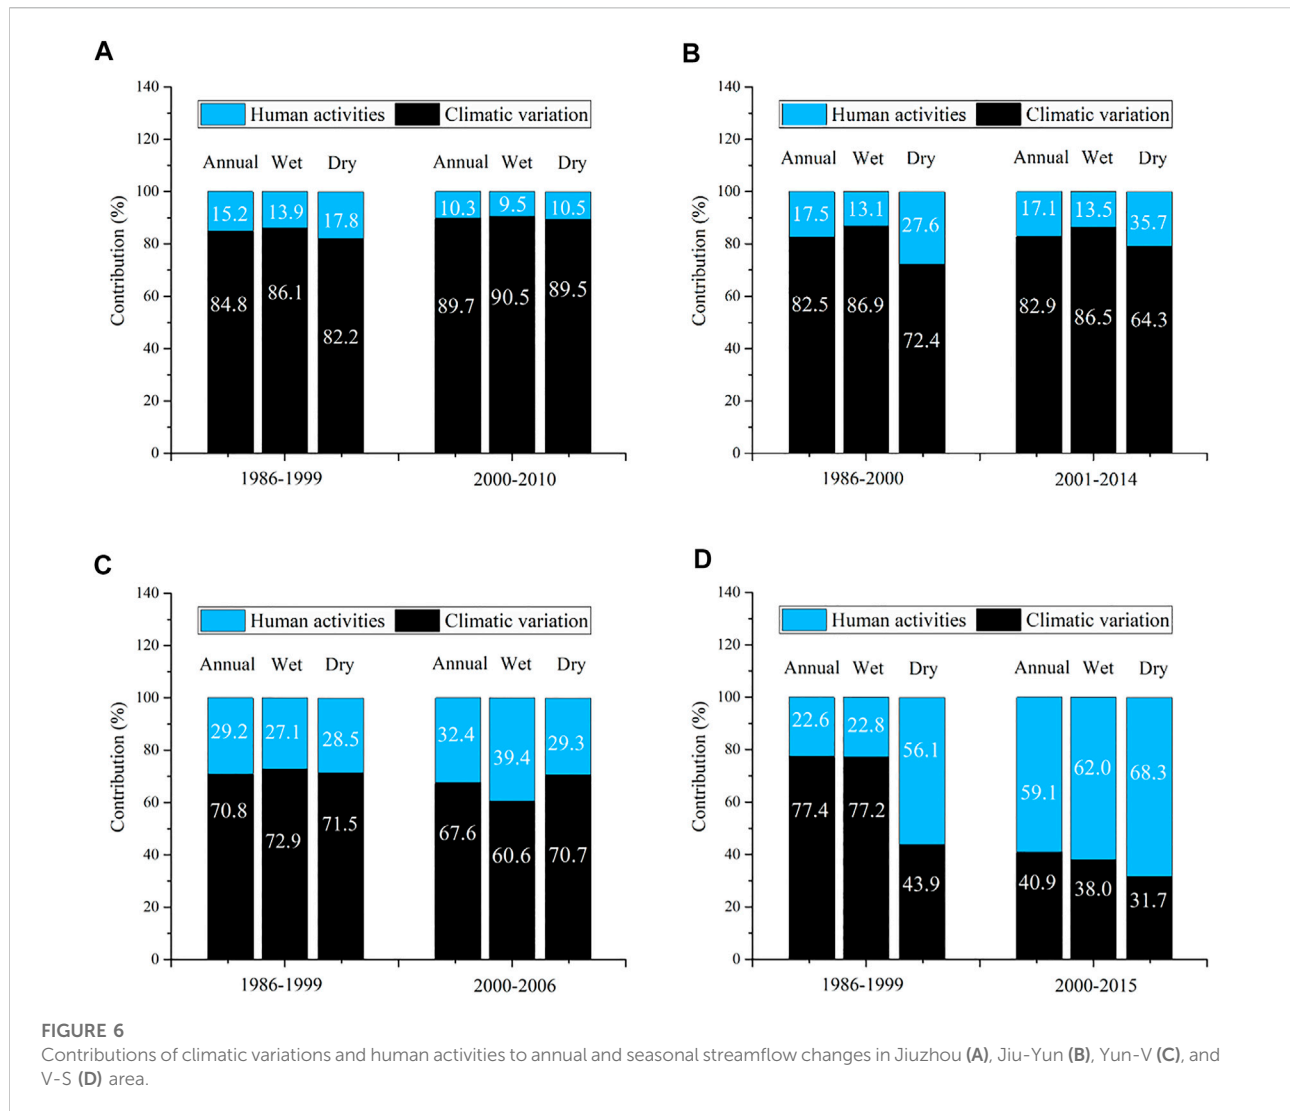 A
140
120
100
80
60
40
20
0
Contribution (%)
Human activities Climatic variation
Annual Wet Dry Annual Wet Dry
15.2 13.9 17.8 10.3 9.5 10.5
84.8 86.1 82.2 89.7 90.5 89.5
1986-1999 2000-2010
B
140
120
100
80
60
40
20
0
Contribution (%)
Human activities Climatic variation
Annual Wet Dry Annual Wet Dry
17.5 13.1 27.6 17.1 13.5 35.7
82.5 86.9 72.4 82.9 86.5 64.3
1986-2000 2001-2014
C
140
120
100
80
60
40
20
0
Contribution (%)
Human activities Climatic variation
Annual Wet Dry Annual Wet Dry
29.2 27.1 28.5 32.4 39.4 29.3
70.8 72.9 71.5 67.6 60.6 70.7
1986-1999 2000-2006
D
140
120
100
80
60
40
20
0
Contribution (%)
Human activities Climatic variation
Annual Wet Dry Annual Wet Dry
22.6 22.8 56.1 59.1 62.0 68.3
77.4 77.2 43.9 40.9 38.0 31.7
1986-1999 2000-2015
FIGURE 6
Contributions of climatic variations and human activities to annual and seasonal streamflow changes in Jiuzhou (A), Jiu-Yun (B), Yun-V (C), and
V-S (D) area.